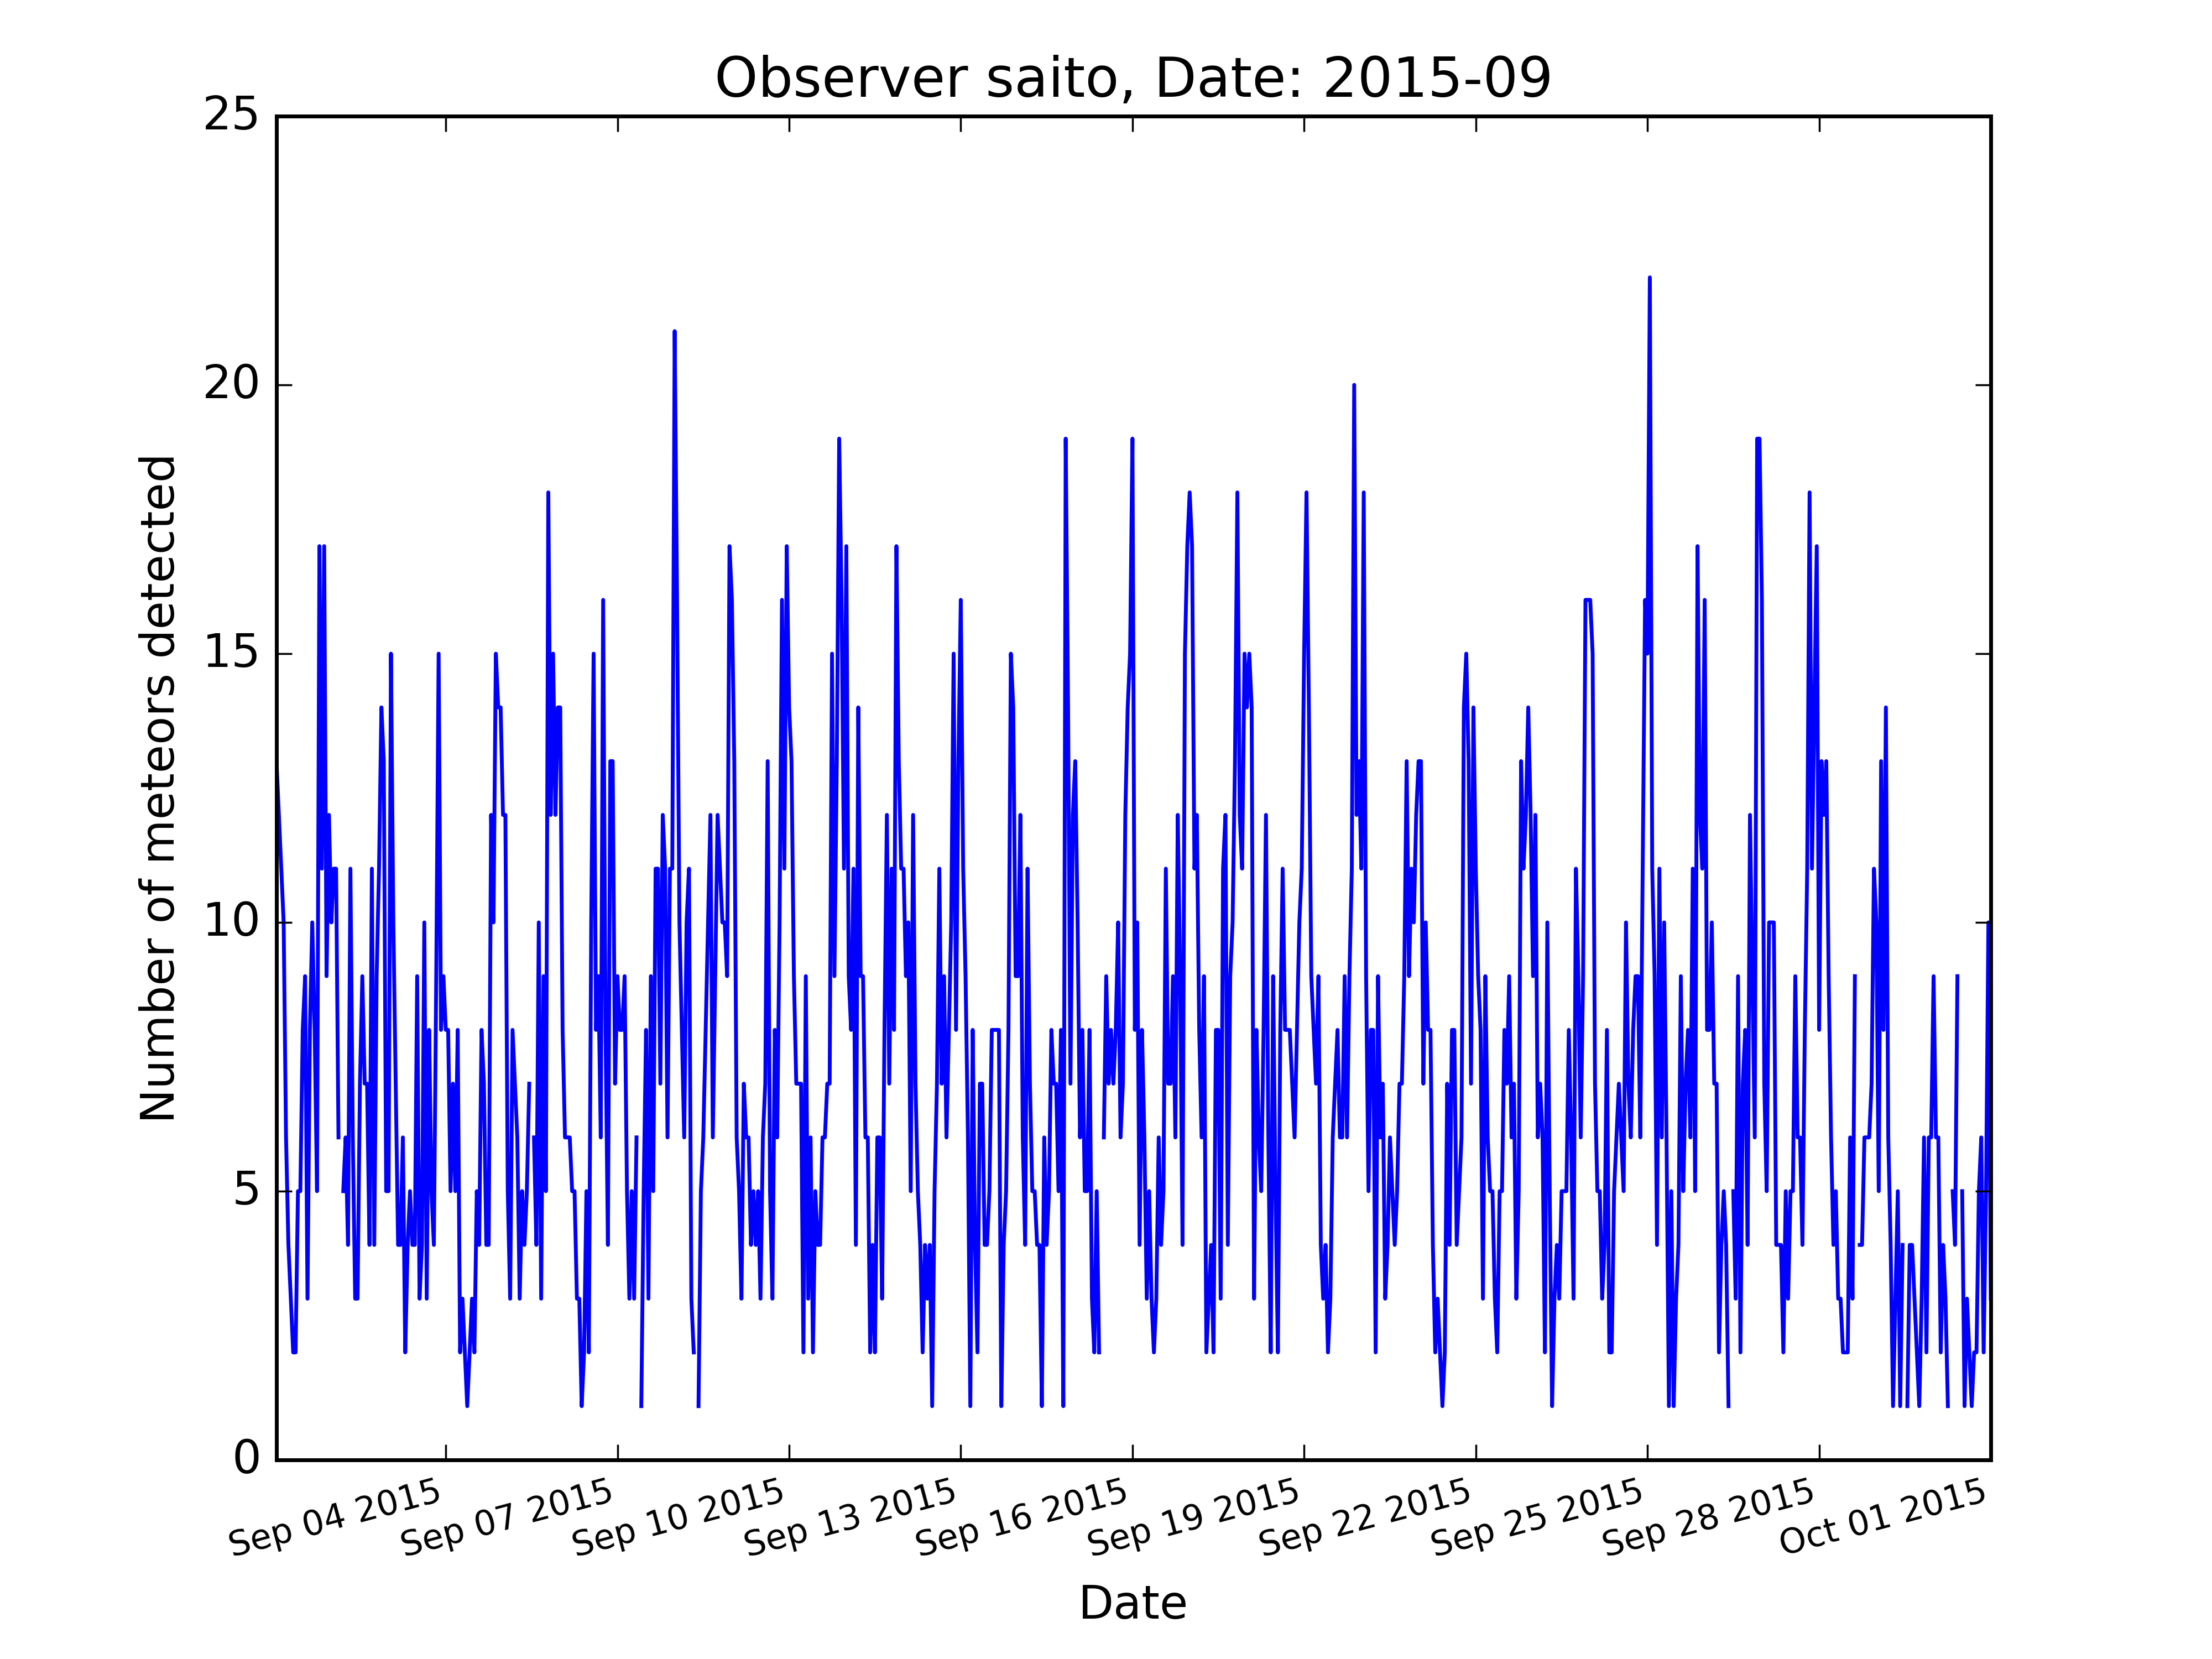 Observer saito, Date: 2015-09
25
20
15
10
5
0
Number of meteors detected
Sep 04 2015
Sep 07 2015
Sep 10 2015
Sep 13 2015
Sep 16 2015
Sep 19 2015
Sep 22 2015
Sep 25 2015
Sep 28 2015
Oct 01 2015
Date